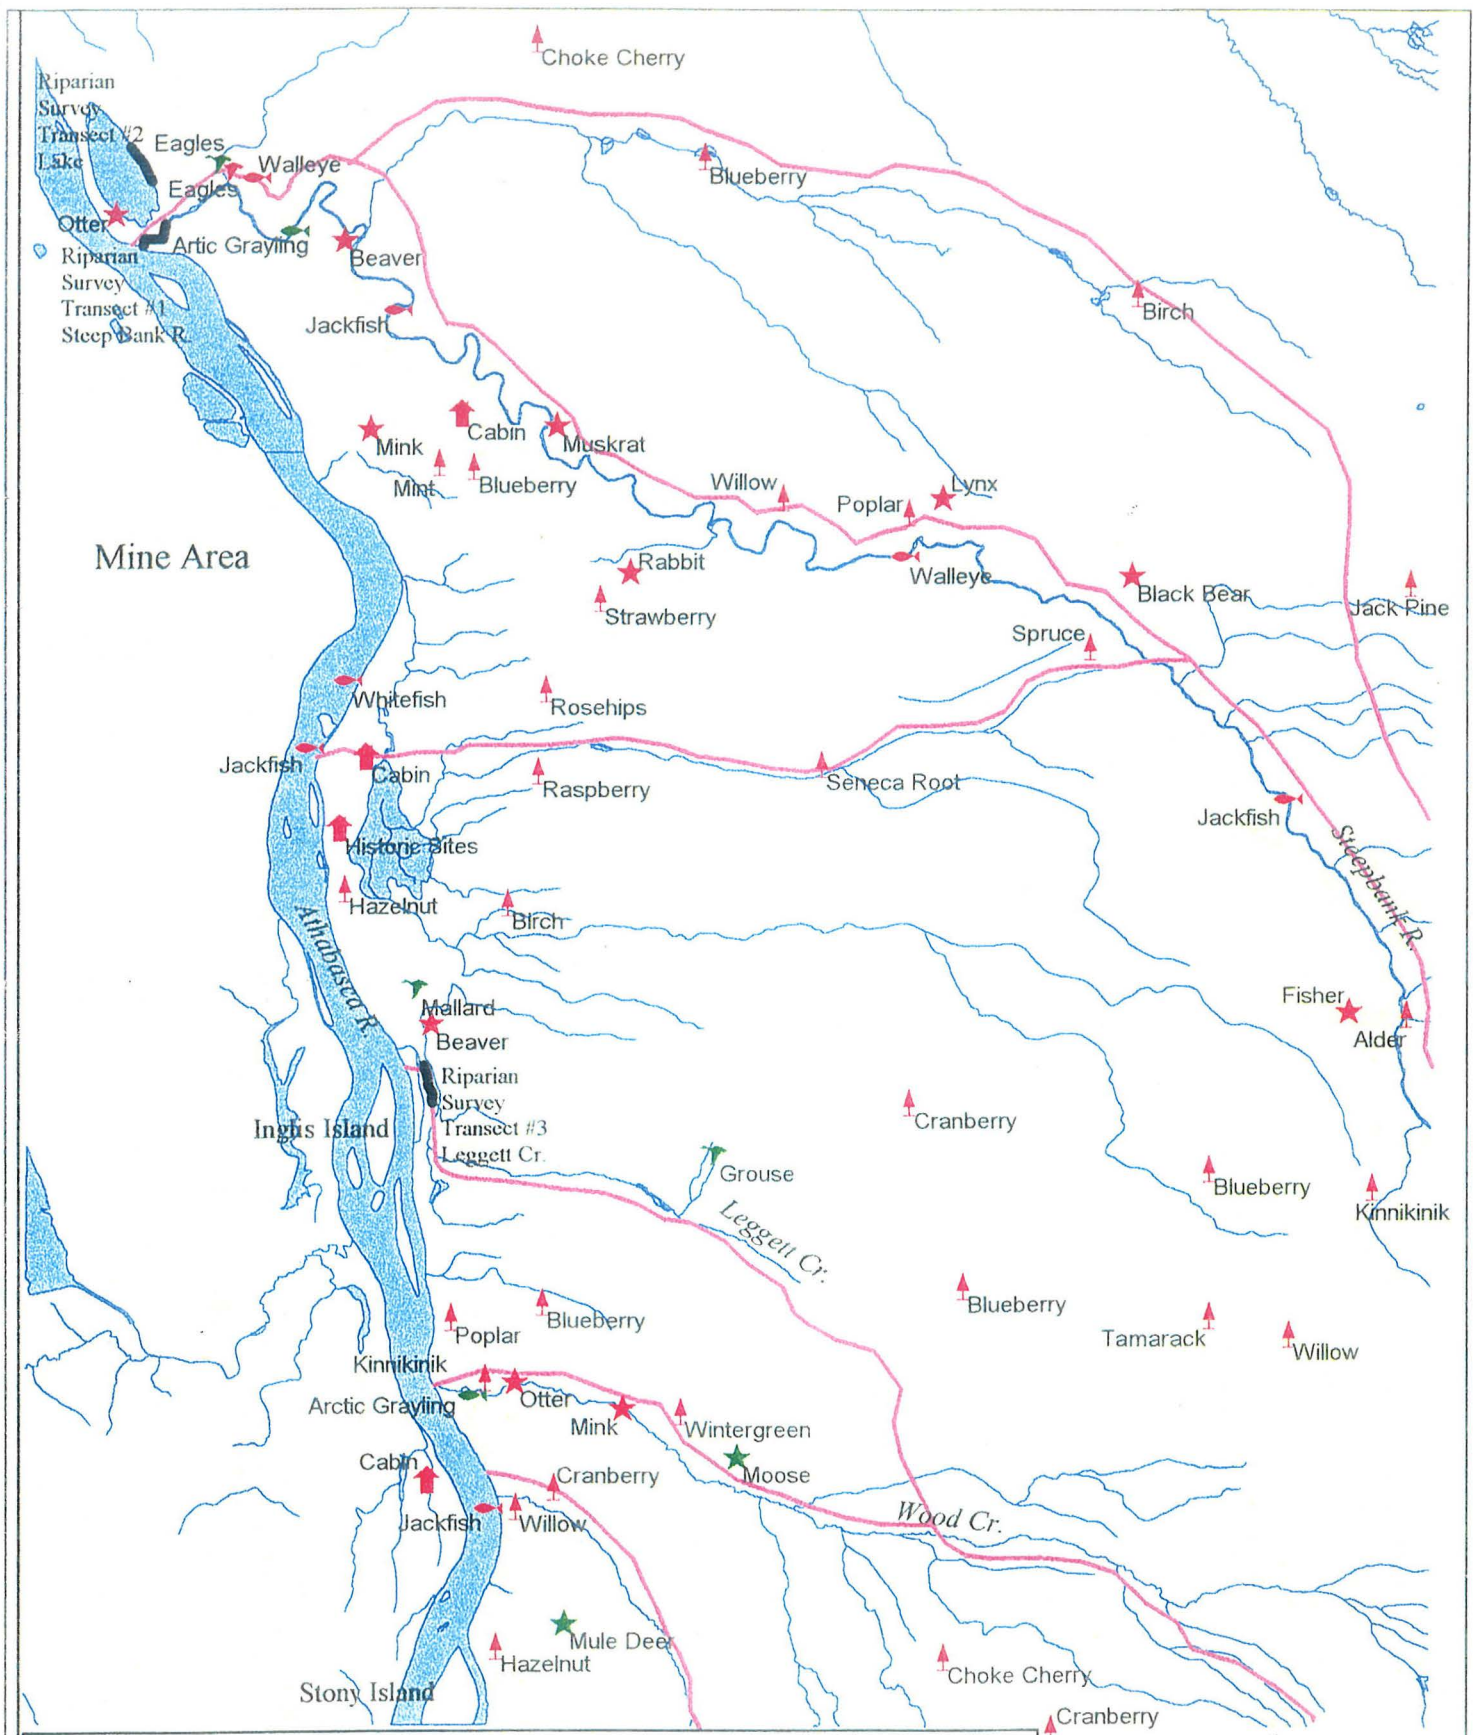 Choke Cherry
Riparian
Survey
Transect #2
Lake
Eagles
Walleye
Eagles
Blueberry
Otter
Artic Grayling
Beaver
Riparian
Survey
Transect #1
Steep Bank R.
Jackfish
Birch
Mink
Cabin
Muskrat
Mint
Blueberry
Willow
Poplar
Lynx
Mine Area
Rabbit
Walleye
Black Bear
Jack Pine
Strawberry
Spruce
Whitefish
Rosehips
Jackfish
Cabin
Raspberry
Seneca Root
Jackfish
Steepbank R.
Historic Sites
Hazelnut
Birch
Athabasca R.
Mallard
Beaver
Fisher
Alder
Riparian
Survey
Transect #3
Leggett Cr.
Inglis Island
Cranberry
Grouse
Blueberry
Kinnikinik
Leggett Cr.
Blueberry
Blueberry
Poplar
Tamarack
Willow
Kinnikinik
Arctic Grayling
Otter
Mink
Wintergreen
Moose
Cabin
Cranberry
Jackfish
Willow
Wood Cr.
Mule Deer
Hazelnut
Choke Cherry
Stony Island
Cranberry